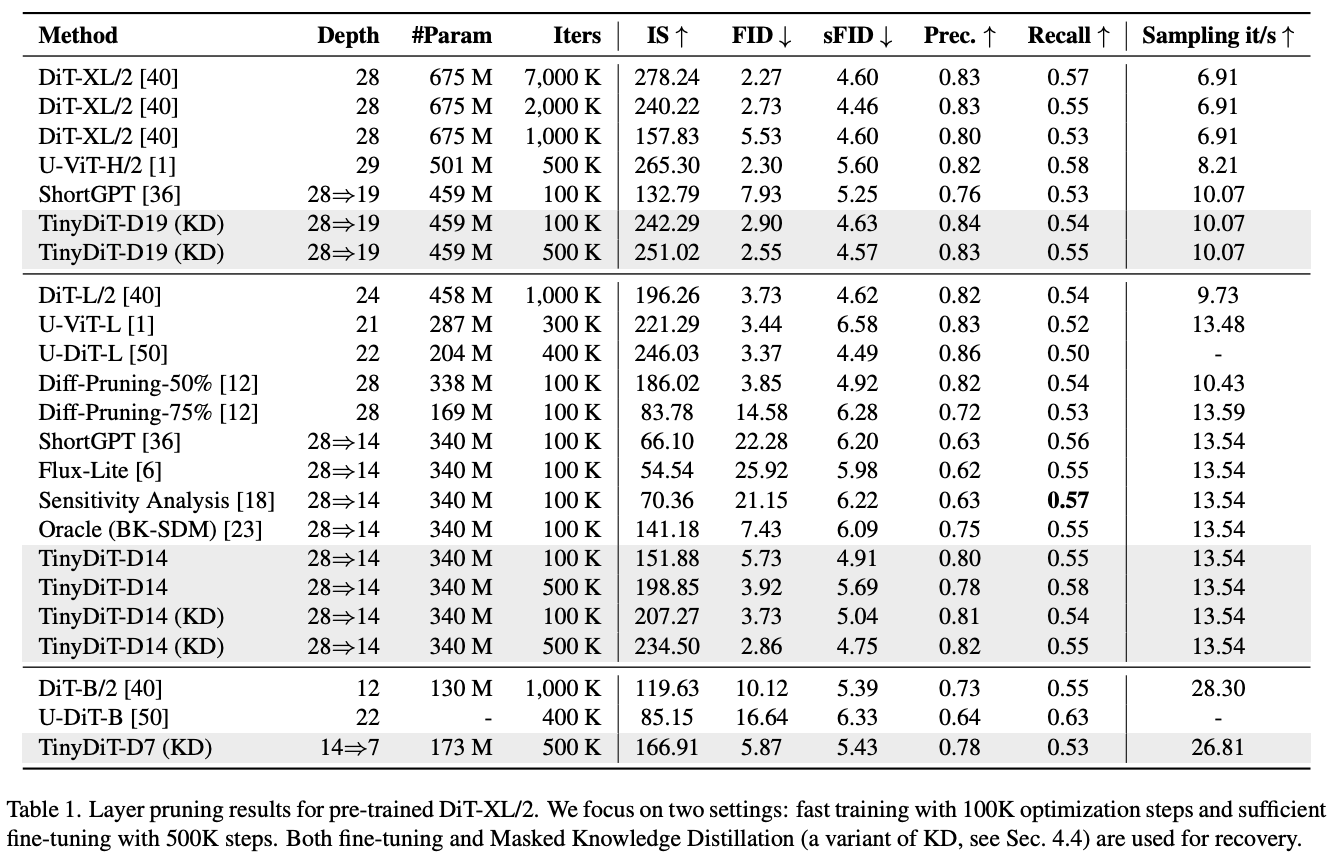 Method Depth #Param Iters IS ↑ FID ↓ sFID ↓ Prec. ↑ Recall ↑ Sampling it/s ↑
DiT-XL/2 [40] 28 675 M 7,000 K 278.24 2.27 4.60 0.83 0.57 6.91
DiT-XL/2 [40] 28 675 M 2,000 K 240.22 2.73 4.46 0.83 0.55 6.91
DiT-XL/2 [40] 28 675 M 1,000 K 157.83 5.53 4.60 0.80 0.53 6.91
U-ViT-H/2 [1] 29 501 M 500 K 265.30 2.30 5.60 0.82 0.58 8.21
ShortGPT [36] 28⇒19 459 M 100 K 132.79 7.93 5.25 0.76 0.53 10.07
TinyDiT-D19 (KD) 28⇒19 459 M 100 K 242.29 2.90 4.63 0.84 0.54 10.07
TinyDiT-D19 (KD) 28⇒19 459 M 500 K 251.02 2.55 4.57 0.83 0.55 10.07
DiT-L/2 [40] 24 458 M 1,000 K 196.26 3.73 4.62 0.82 0.54 9.73
U-ViT-L [1] 21 287 M 300 K 221.29 3.44 6.58 0.83 0.52 13.48
U-DiT-L [50] 22 204 M 400 K 246.03 3.37 4.49 0.86 0.50 -
Diff-Pruning-50% [12] 28 338 M 100 K 186.02 3.85 4.92 0.82 0.54 10.43
Diff-Pruning-75% [12] 28 169 M 100 K 83.78 14.58 6.28 0.72 0.53 13.59
ShortGPT [36] 28⇒14 340 M 100 K 66.10 22.28 6.20 0.63 0.56 13.54
Flux-Lite [6] 28⇒14 340 M 100 K 54.54 25.92 5.98 0.62 0.55 13.54
Sensitivity Analysis [18] 28⇒14 340 M 100 K 70.36 21.15 6.22 0.63 0.57 13.54
Oracle (BK-SDM) [23] 28⇒14 340 M 100 K 141.18 7.43 6.09 0.75 0.55 13.54
TinyDiT-D14 28⇒14 340 M 100 K 151.88 5.73 4.91 0.80 0.55 13.54
TinyDiT-D14 28⇒14 340 M 500 K 198.85 3.92 5.69 0.78 0.58 13.54
TinyDiT-D14 (KD) 28⇒14 340 M 100 K 207.27 3.73 5.04 0.81 0.54 13.54
TinyDiT-D14 (KD) 28⇒14 340 M 500 K 234.50 2.86 4.75 0.82 0.55 13.54
DiT-B/2 [40] 12 130 M 1,000 K 119.63 10.12 5.39 0.73 0.55 28.30
U-DiT-B [50] 22 - 400 K 85.15 16.64 6.33 0.64 0.63 -
TinyDiT-D7 (KD) 14⇒7 173 M 500 K 166.91 5.87 5.43 0.78 0.53 26.81
Table 1. Layer pruning results for pre-trained DiT-XL/2. We focus on two settings: fast training with 100K optimization steps and sufficient
fine-tuning with 500K steps. Both fine-tuning and Masked Knowledge Distillation (a variant of KD, see Sec. 4.4) are used for recovery.